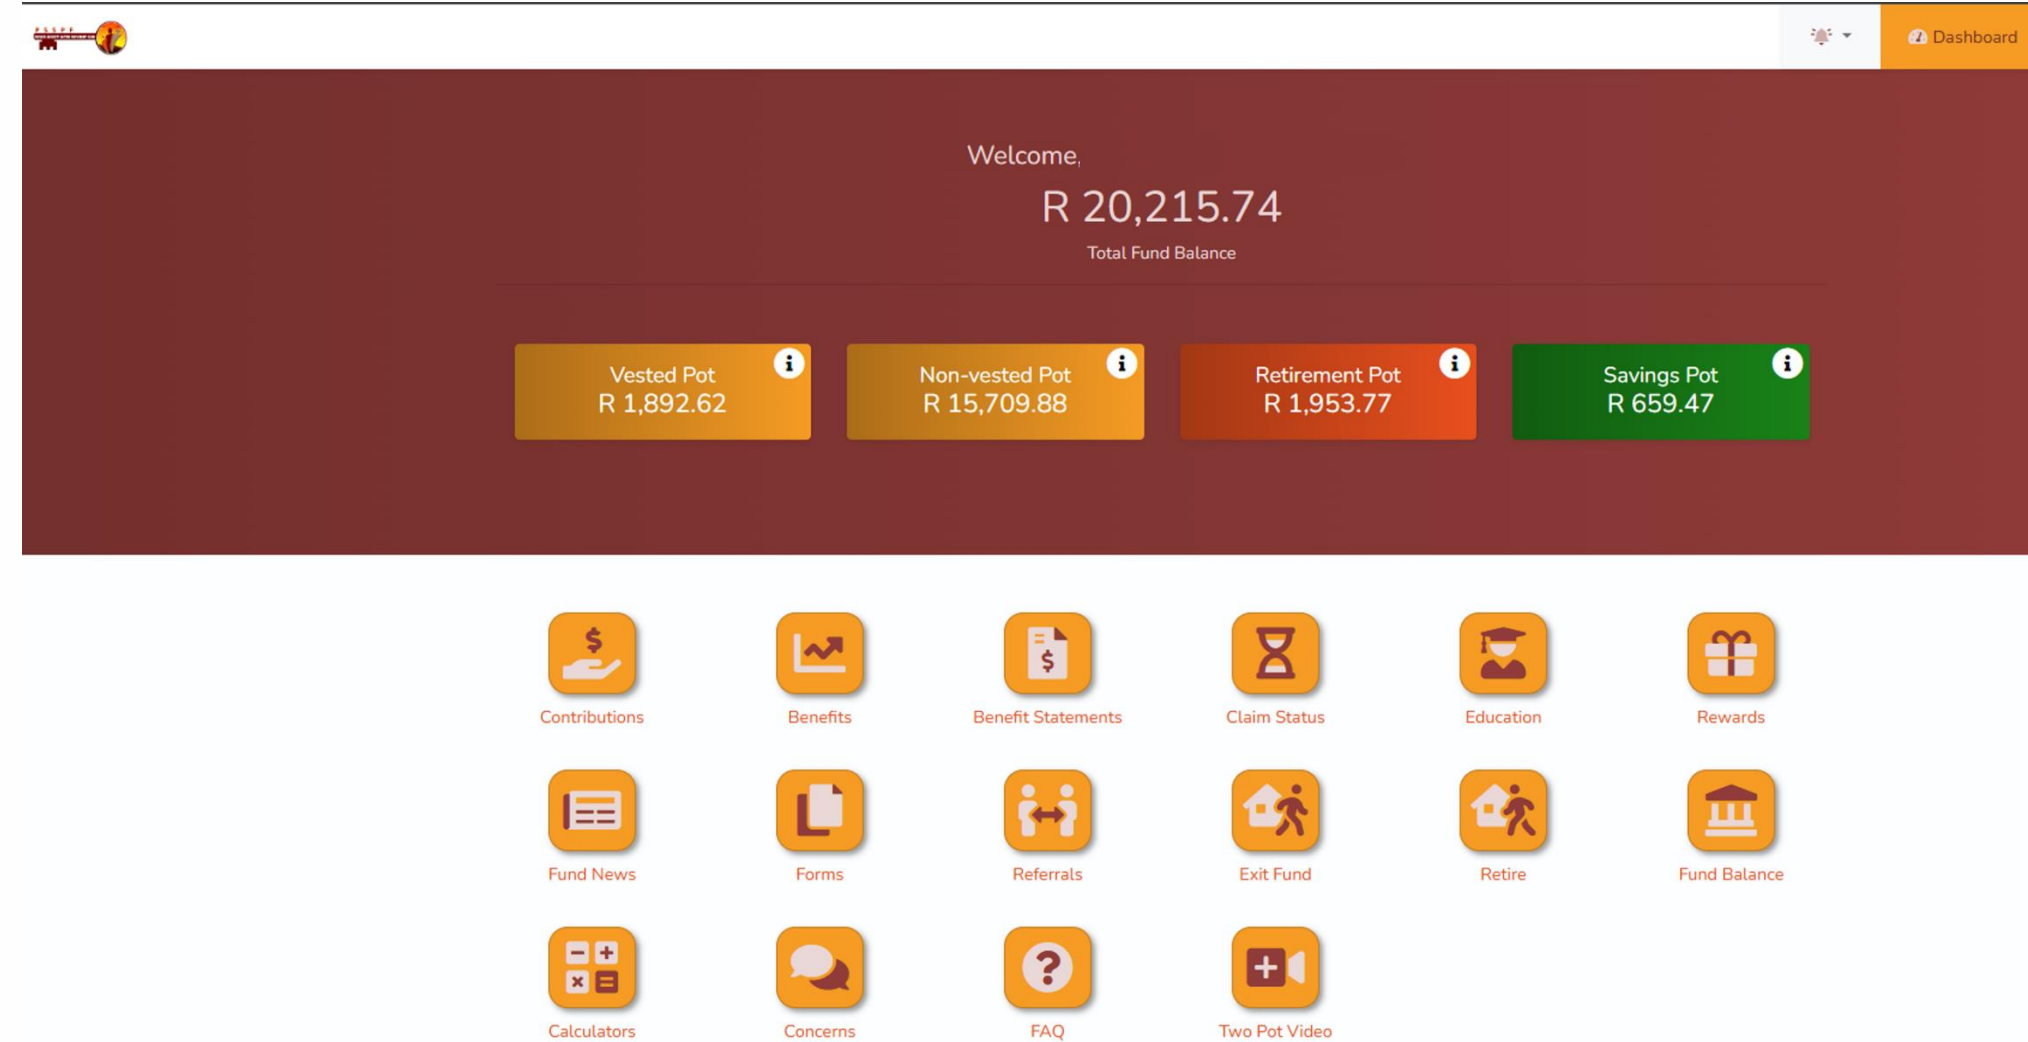 P S S P F
Dashboard
Welcome,
R 20,215.74
Total Fund Balance
Vested Pot
R 1,892.62
Non-vested Pot
R 15,709.88
Retirement Pot
R 1,953.77
Savings Pot
R 659.47
Contributions
Benefits
Benefit Statements
Claim Status
Education
Rewards
Fund News
Forms
Referrals
Exit Fund
Retire
Fund Balance
Calculators
Concerns
FAQ
Two Pot Video